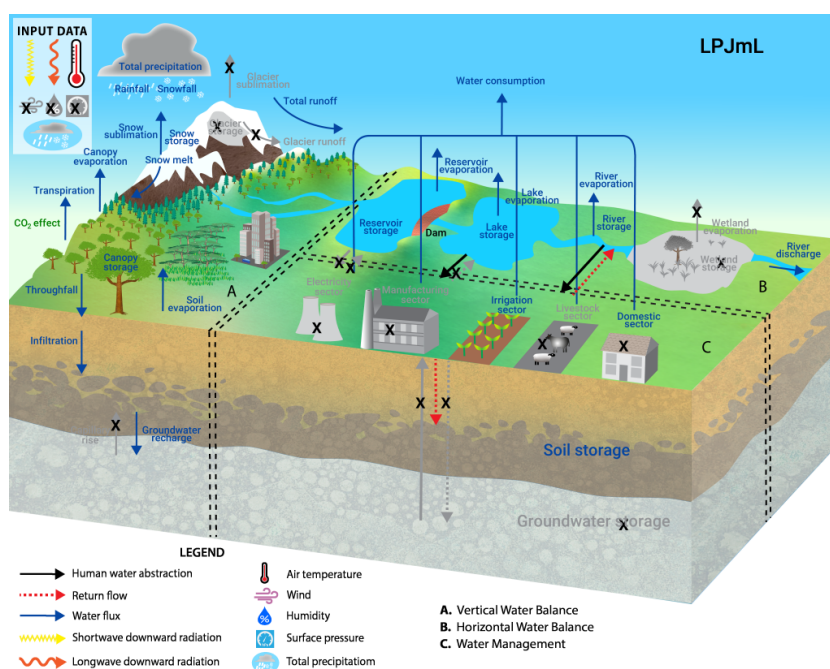 INPUT DATA
LPJmL
Total precipitation
Rainfall
Snowfall
X
Glacier
sublimation
Water consumption
X
X
%
X
Total runoff
Snow
sublimation
Snow
storage
Glacier
storage
X
X
Glacier runoff
Canopy
evaporation
Snow melt
Reservoir
evaporation
Transpiration
Lake
evaporation
River
evaporation
X
CO2 effect
Reservoir
storage
Dam
Lake
storage
River
storage
Wetland
evaporation
Canopy
storage
Wetland
storage
X
River
discharge
X
X
X
Throughfall
A
Soil
evaporation
Electricity
sector
Manufacturing
sector
Irrigation
sector
Livestock
sector
Domestic
sector
B
X
X
X
X
C
Infiltration
X
X
X
Groundwater
recharge
rise
Soil storage
Groundwater storage
X
LEGEND
Human water abstraction
Return flow
Water flux
Shortwave downward radiation
Longwave downward radiation
Air temperature
Wind
%
Humidity
Surface pressure
Total precipitatiom
A. Vertical Water Balance
B. Horizontal Water Balance
C. Water Management